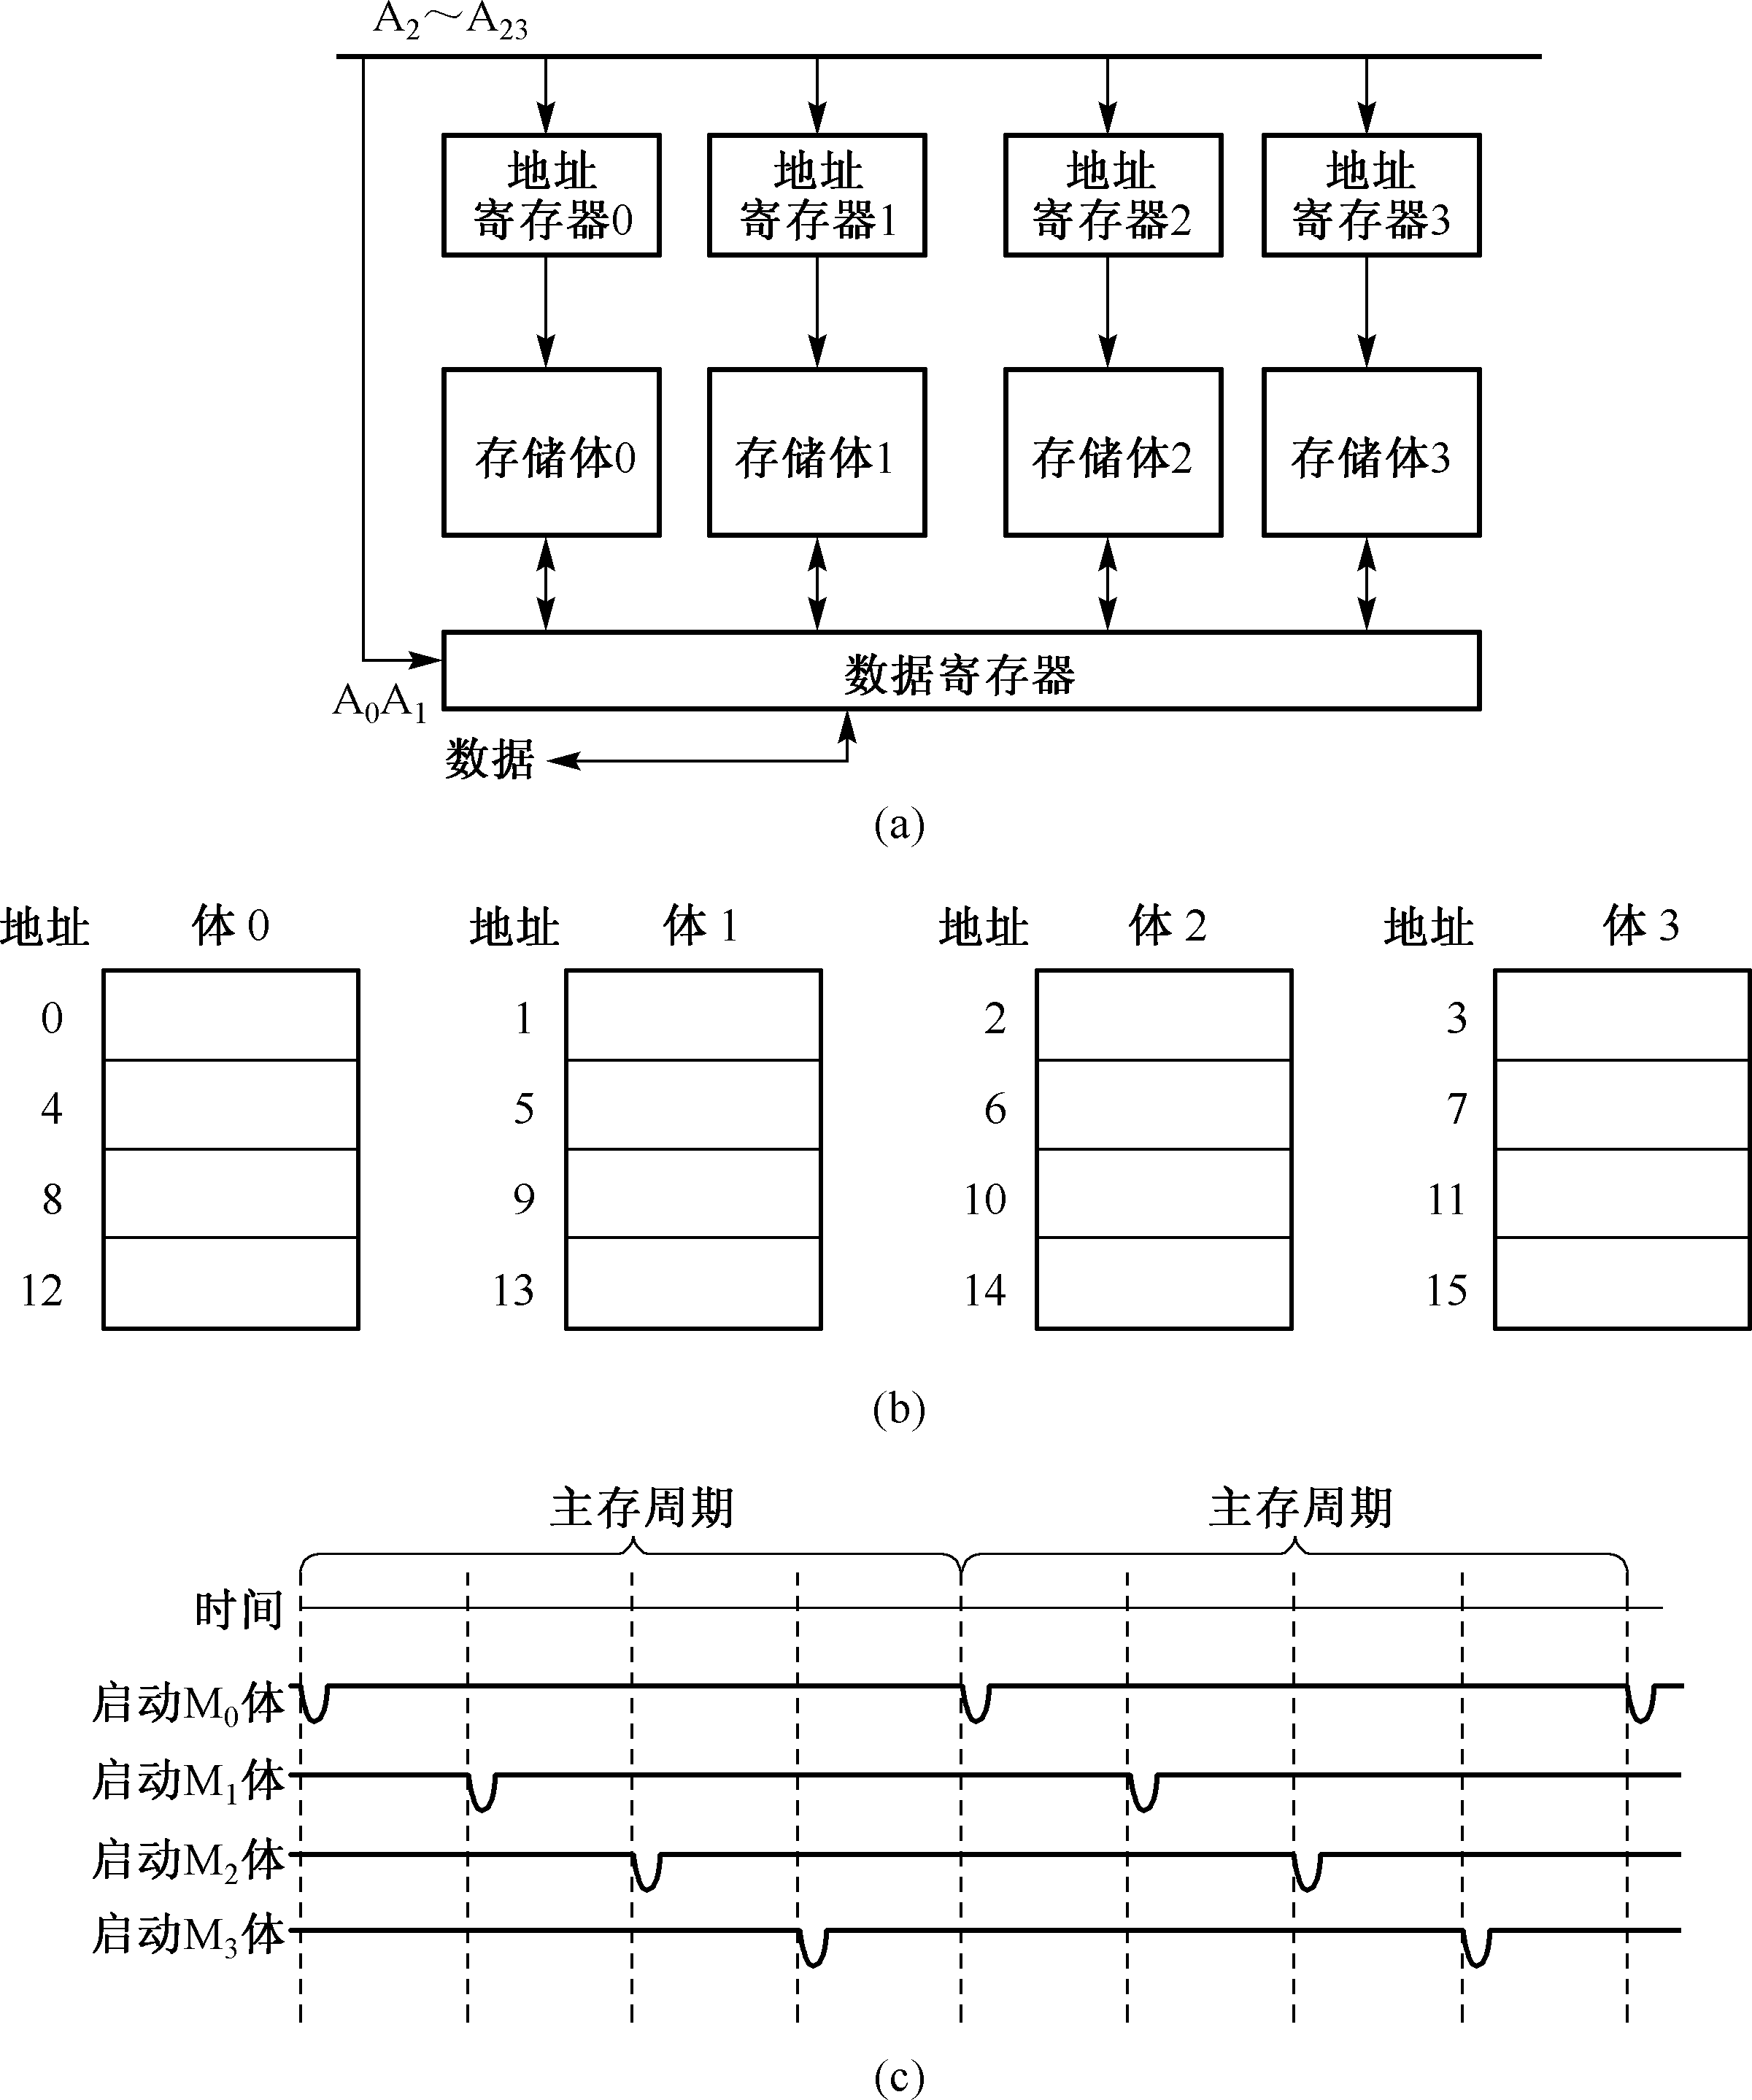 A₂～A₂₃
地址 地址 地址 地址
寄存器0 寄存器1 寄存器2 寄存器3
存储体0 存储体1 存储体2 存储体3
数据寄存器
A₀A₁
数据
(a)
地址 体0 地址 体1 地址 体2 地址 体3
0 1 2 3
4 5 6 7
8 9 10 11
12 13 14 15
(b)
主存周期 主存周期
时间
启动M₀体
启动M₁体
启动M₂体
启动M₃体
(c)